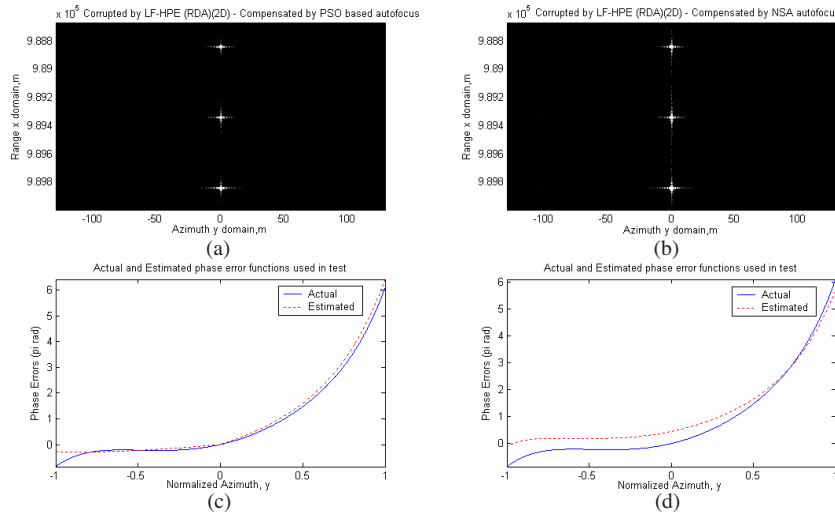 x 10⁵ Corrupted by LF-HPE (RDA)(2D) - Compensated by PSO based autofocus
9.888
9.89
9.892
9.894
9.896
9.898
Range x domain,m
-100
-50
0
50
100
Azimuth y domain,m
(a)
x 10⁵ Corrupted by LF-HPE (RDA)(2D) - Compensated by NSA autofocus
9.888
9.89
9.892
9.894
9.896
9.898
Range x domain,m
-100
-50
0
50
100
Azimuth y domain,m
(b)
Actual and Estimated phase error functions used in test
Actual
Estimated
6
5
4
3
2
1
0
Phase Errors (pi rad)
-1
-0.5
0
0.5
1
Normalized Azimuth, y
(c)
Actual and Estimated phase error functions used in test
Actual
Estimated
6
5
4
3
2
1
0
Phase Errors (pi rad)
-1
-0.5
0
0.5
1
Normalized Azimuth, y
(d)